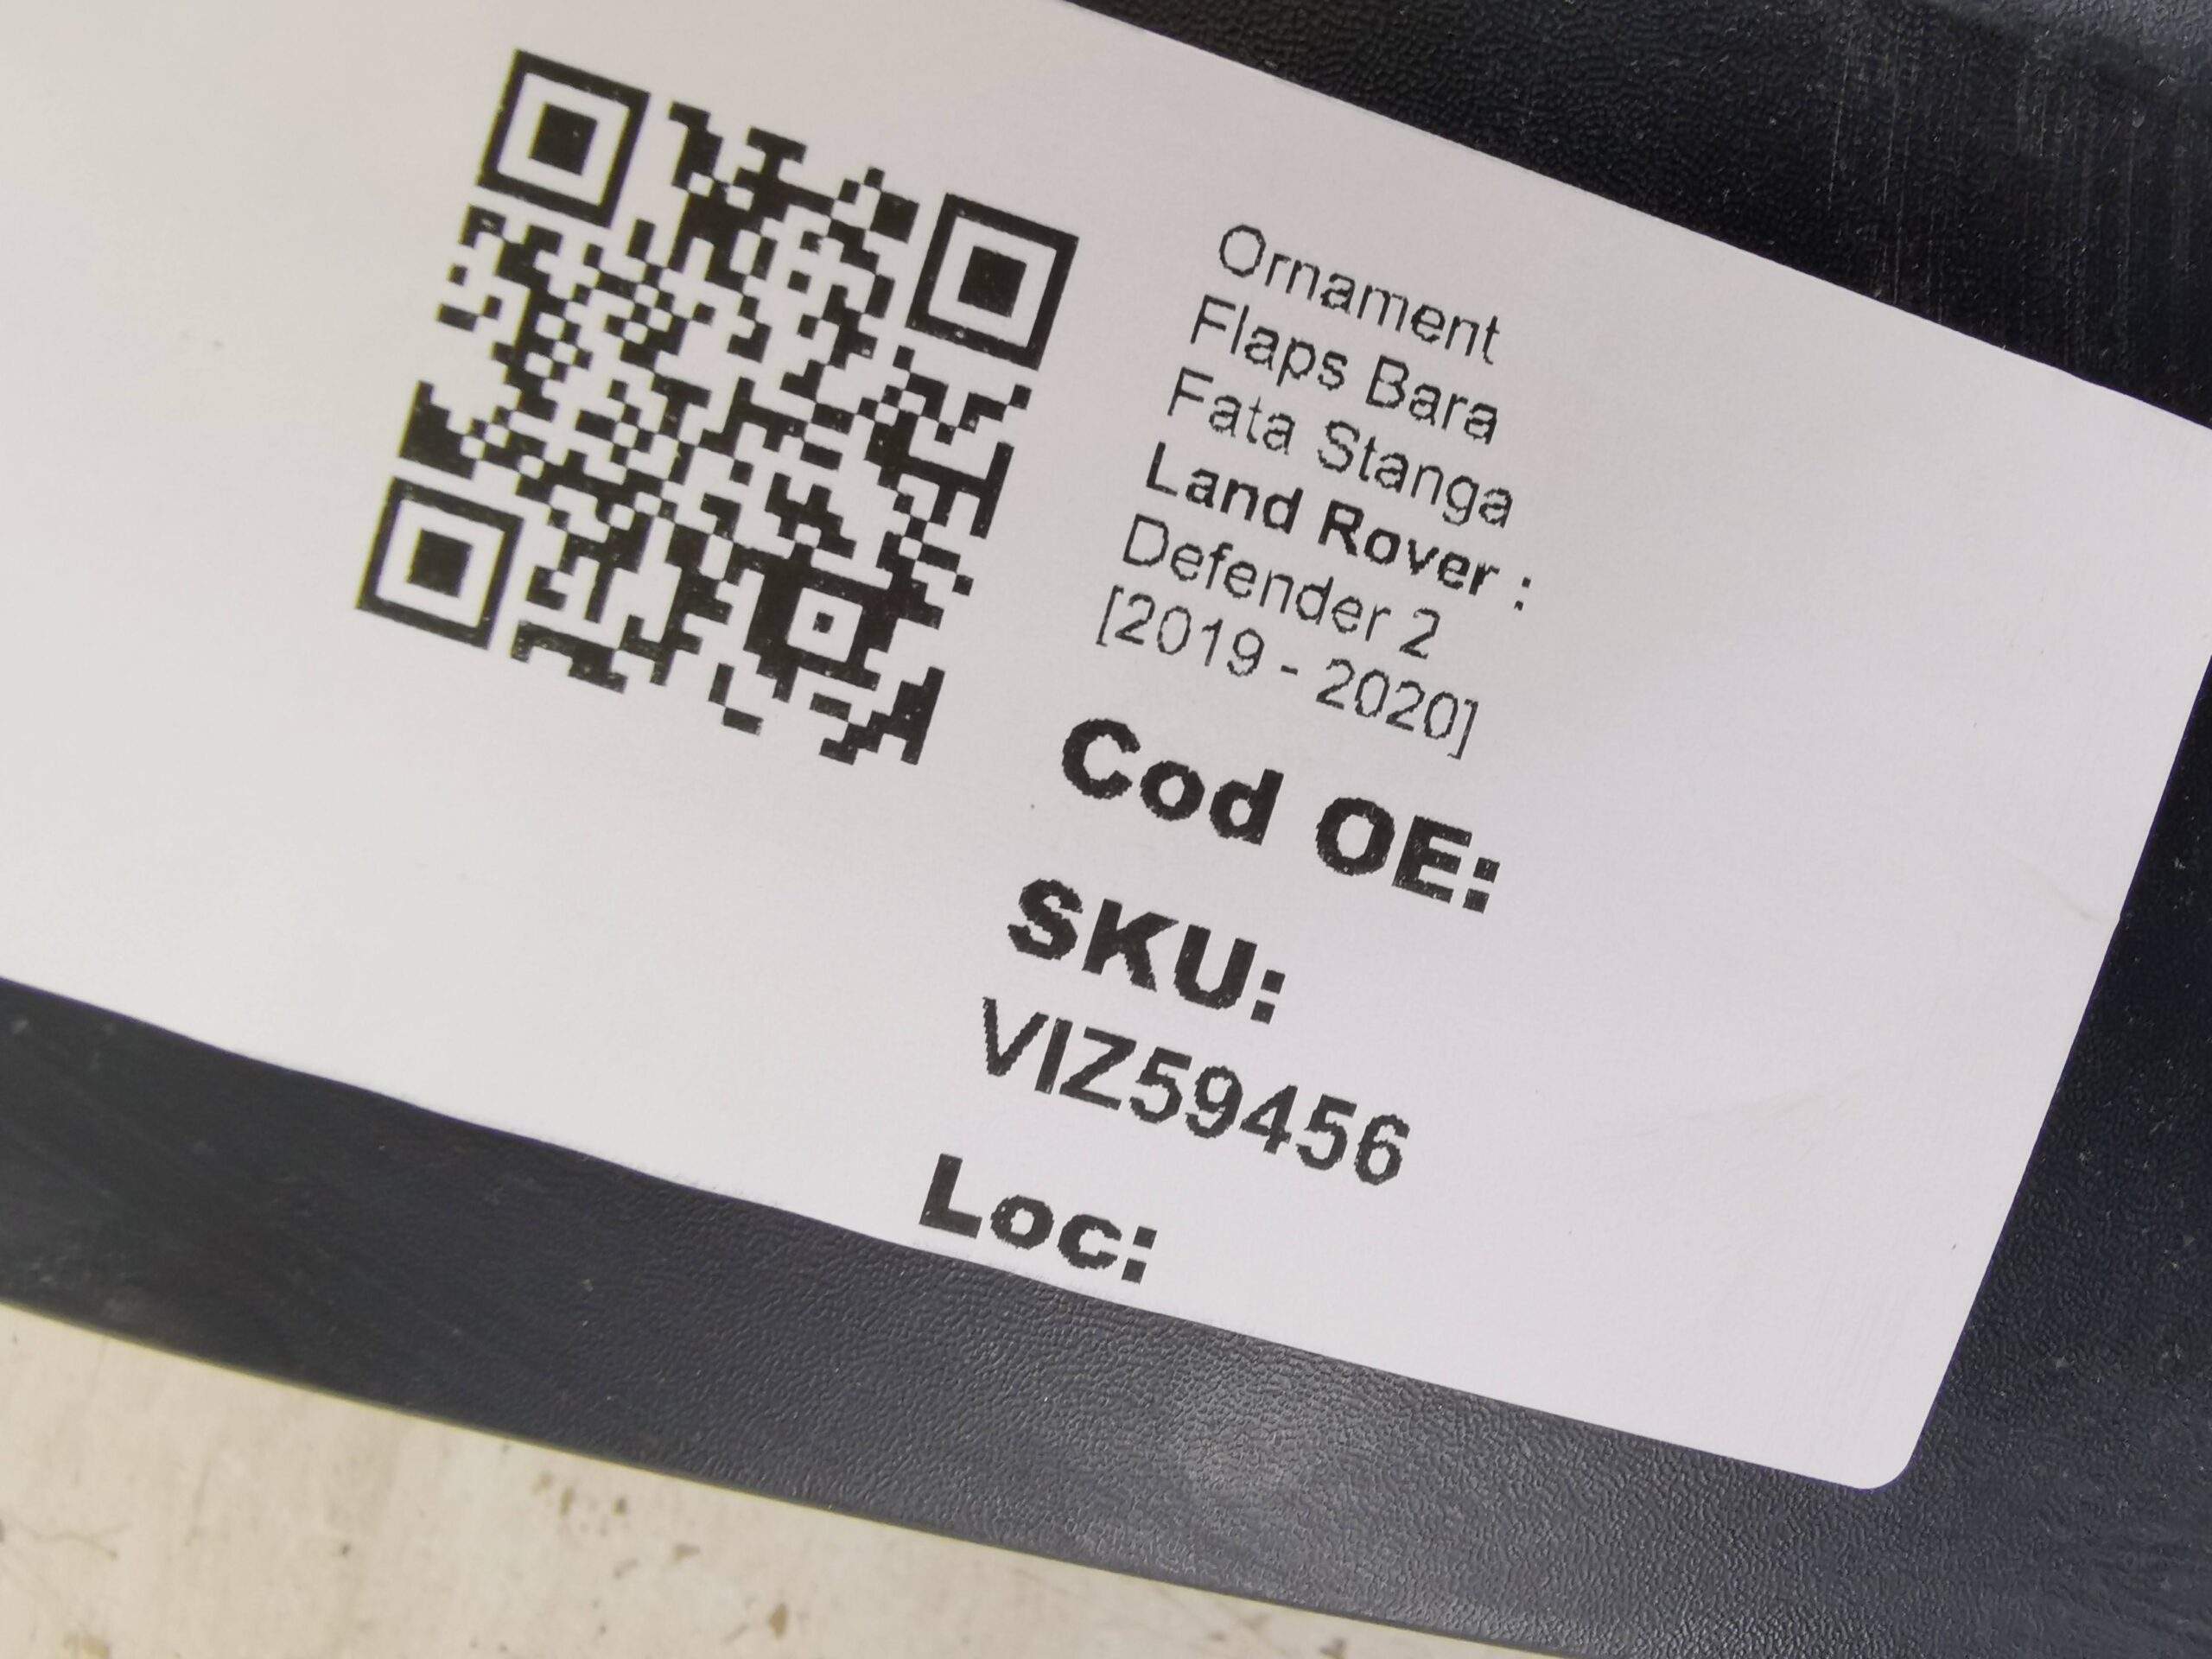 Ornament
Flaps Bara
Fata Stanga
Land Rover :
Defender 2
[2019 - 2020]
Cod OE:
SKU:
VIZ59456
Loc: